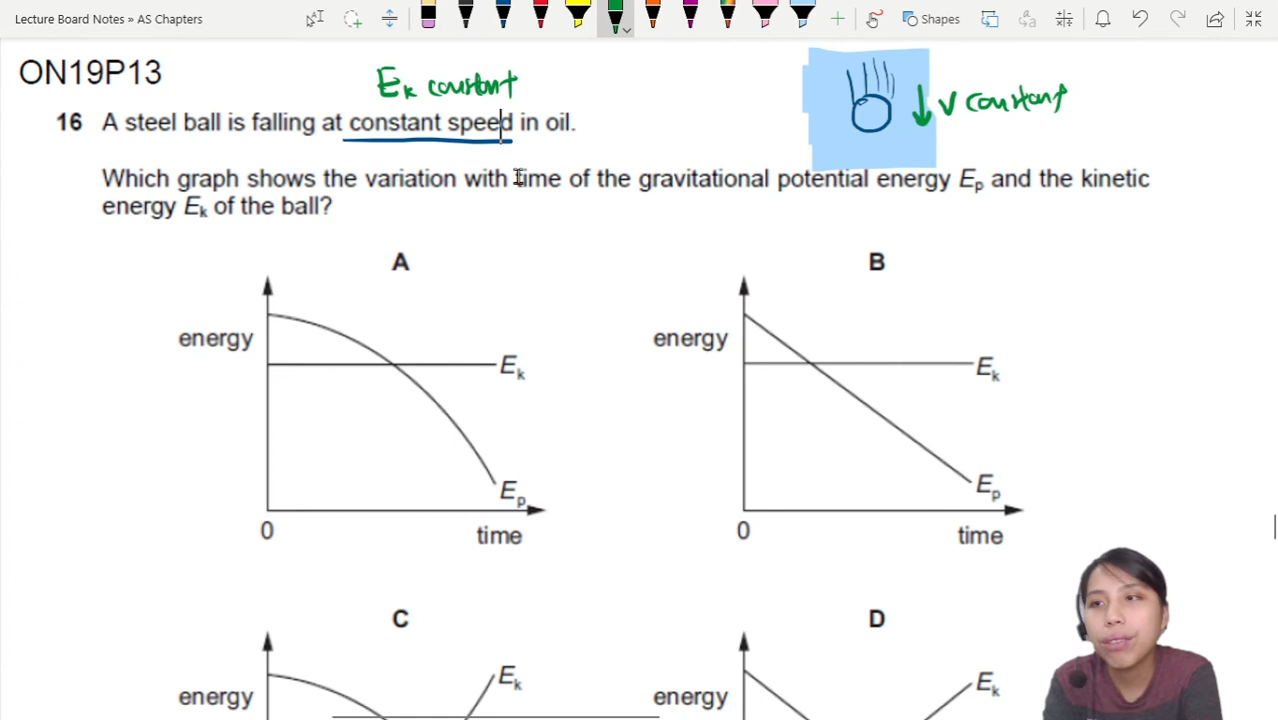 Lecture Board Notes » AS Chapters
Shapes
ON19P13
Ek constant
v constant
16 A steel ball is falling at constant speed in oil.
Which graph shows the variation with time of the gravitational potential energy Ep and the kinetic
energy Ek of the ball?
A
energy
Ek
Ep
0
time
B
energy
Ek
Ep
0
time
C
energy
Ek
D
energy
Ek